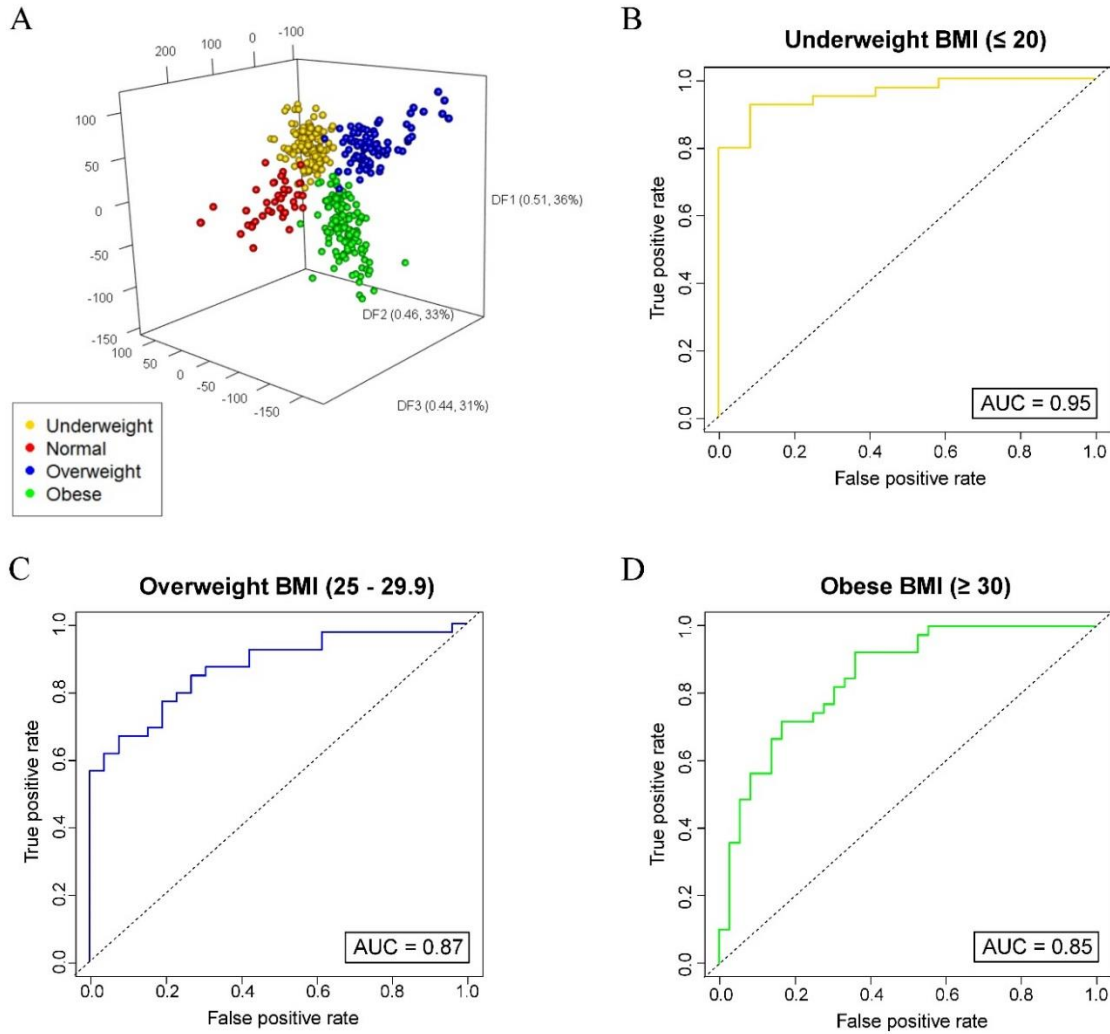 A
200
100
0
-100
100
50
0
-50
-100
-150
100
50
0
-50
-100
-150
DF1 (0.51, 36%)
DF2 (0.46, 33%)
DF3 (0.44, 31%)
Underweight
Normal
Overweight
Obese
B
Underweight BMI (≤ 20)
True positive rate
1.0
0.8
0.6
0.4
0.2
0.0
AUC = 0.95
0.0 0.2 0.4 0.6 0.8 1.0
False positive rate
C
Overweight BMI (25 - 29.9)
True positive rate
1.0
0.8
0.6
0.4
0.2
0.0
AUC = 0.87
0.0 0.2 0.4 0.6 0.8 1.0
False positive rate
D
Obese BMI (≥ 30)
True positive rate
1.0
0.8
0.6
0.4
0.2
0.0
AUC = 0.85
0.0 0.2 0.4 0.6 0.8 1.0
False positive rate